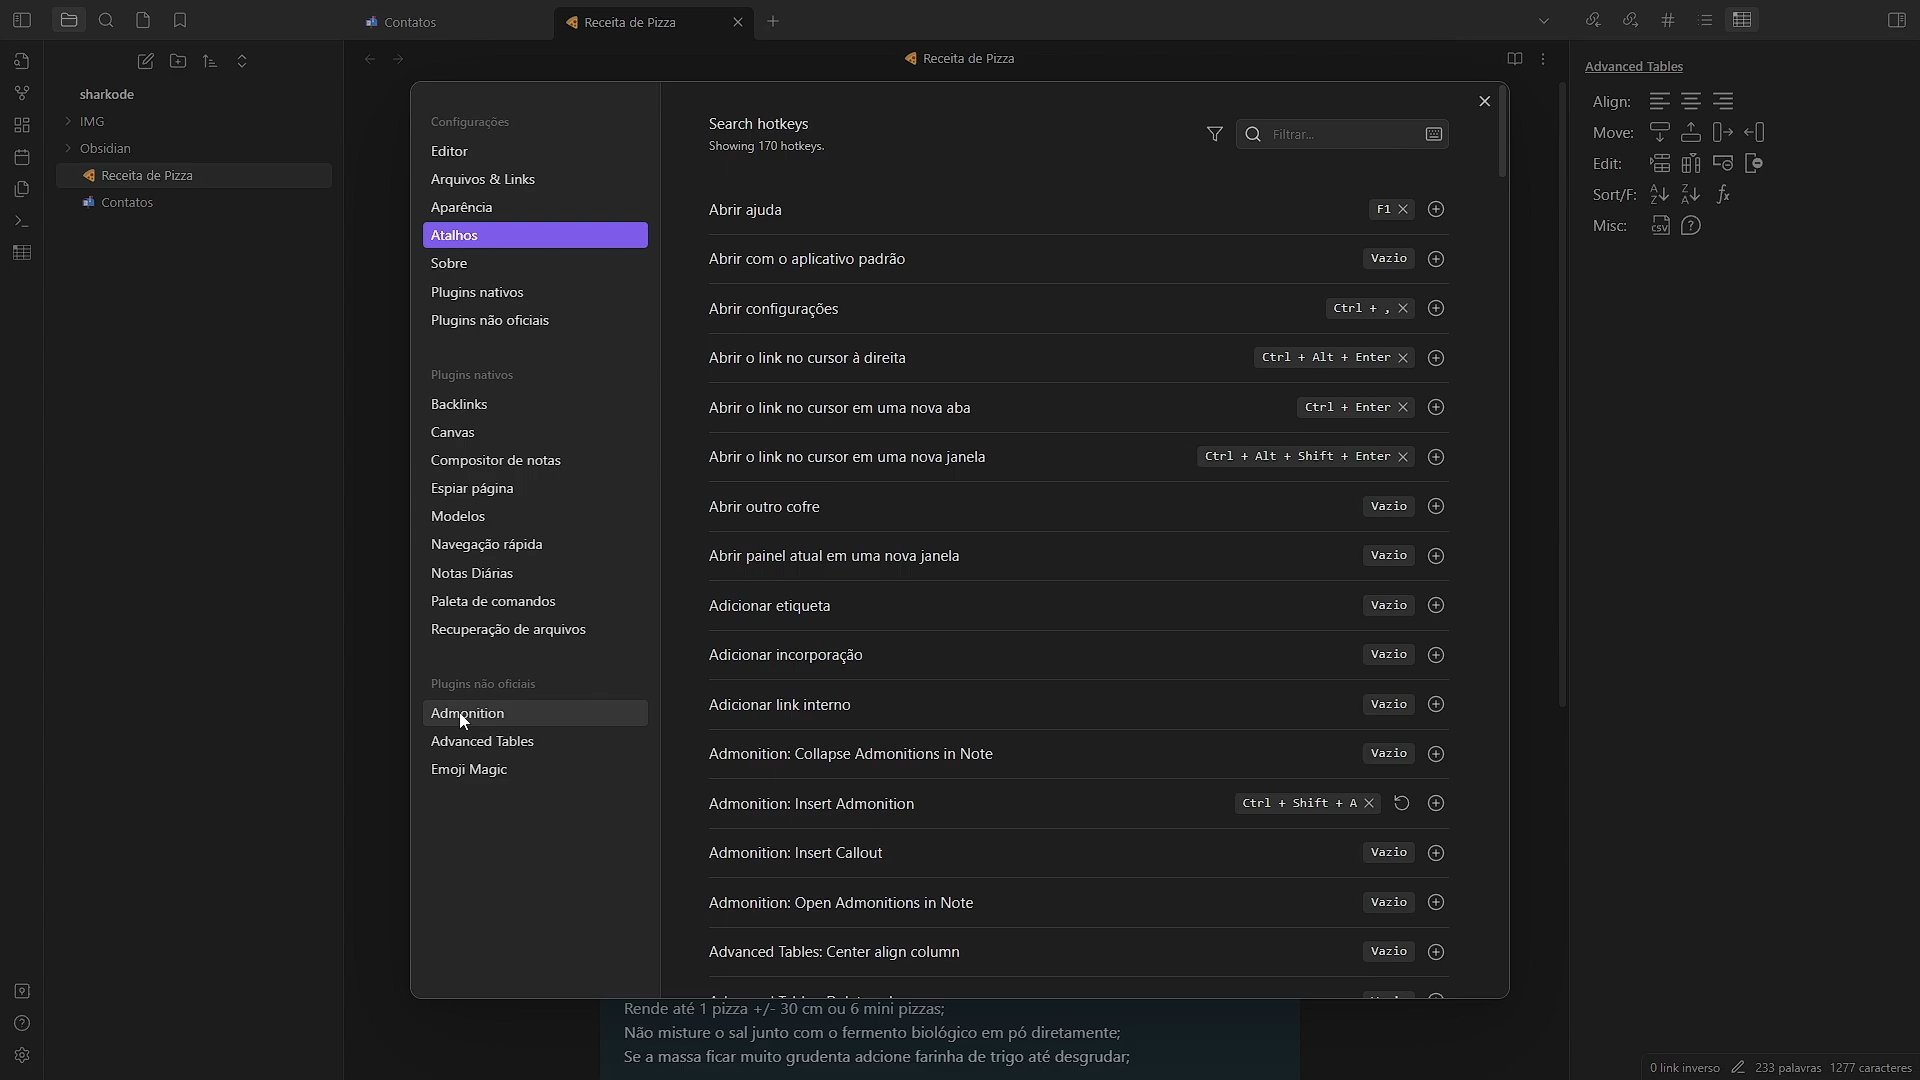 Contatos
Receita de Pizza
sharkode
IMG
Obsidian
Receita de Pizza
Contatos
Receita de Pizza
Configurações
Editor
Arquivos & Links
Aparência
Atalhos
Sobre
Plugins nativos
Plugins não oficiais
Plugins nativos
Backlinks
Canvas
Compositor de notas
Espiar página
Modelos
Navegação rápida
Notas Diárias
Paleta de comandos
Recuperação de arquivos
Plugins não oficiais
Admonition
Advanced Tables
Emoji Magic
Search hotkeys
Showing 170 hotkeys.
Filtrar...
Abrir ajuda F1
Abrir com o aplicativo padrão Vazio
Abrir configurações Ctrl + ,
Abrir o link no cursor à direita Ctrl + Alt + Enter
Abrir o link no cursor em uma nova aba Ctrl + Enter
Abrir o link no cursor em uma nova janela Ctrl + Alt + Shift + Enter
Abrir outro cofre Vazio
Abrir painel atual em uma nova janela Vazio
Adicionar etiqueta Vazio
Adicionar incorporação Vazio
Adicionar link interno Vazio
Admonition: Collapse Admonitions in Note Vazio
Admonition: Insert Admonition Ctrl + Shift + A
Admonition: Insert Callout Vazio
Admonition: Open Admonitions in Note Vazio
Advanced Tables: Center align column Vazio
Rende até 1 pizza +/- 30 cm ou 6 mini pizzas;
Não misture o sal junto com o fermento biológico em pó diretamente;
Se a massa ficar muito grudenta adcione farinha de trigo até desgrudar;
Advanced Tables
Align:
Move:
Edit:
Sort/F:
Misc:
CSV
0 link inverso 233 palavras 1277 caracteres